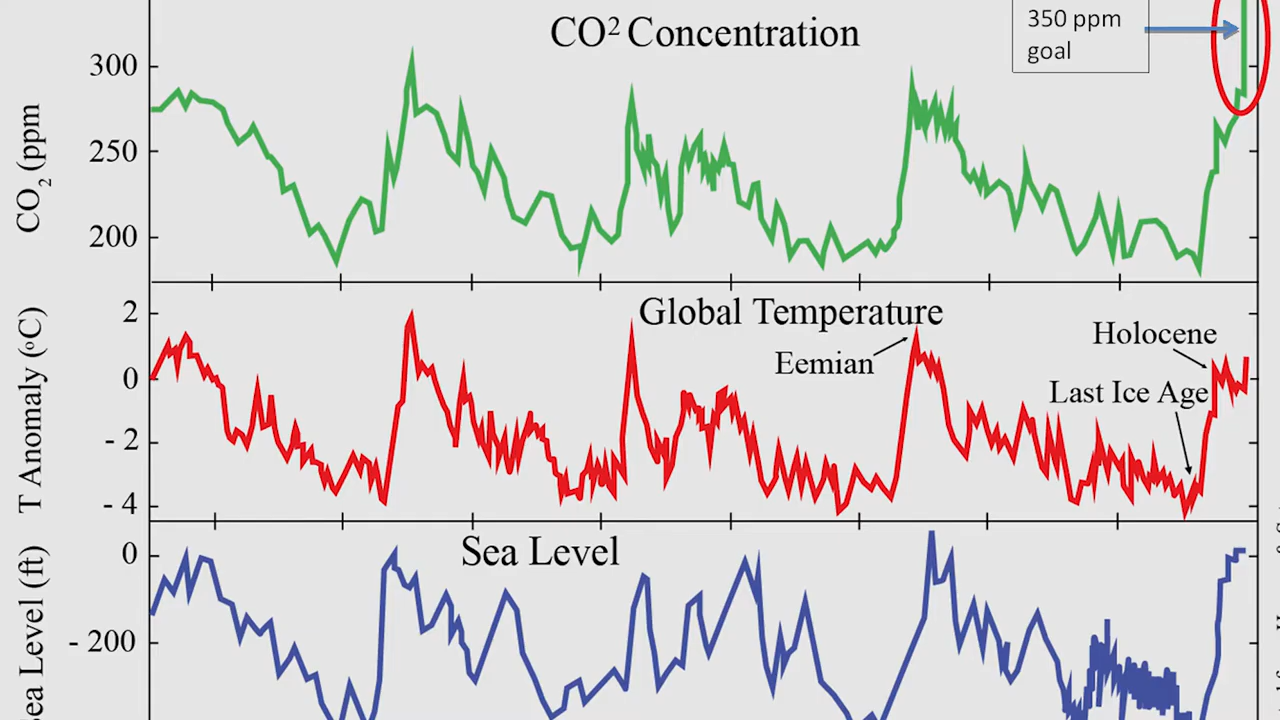 CO² Concentration
350 ppm
goal
CO₂ (ppm
300
250
200
Global Temperature
Eemian
Holocene
Last Ice Age
T Anomaly (oC)
2
0
- 2
- 4
Sea Level
Sea Level (ft)
0
- 200